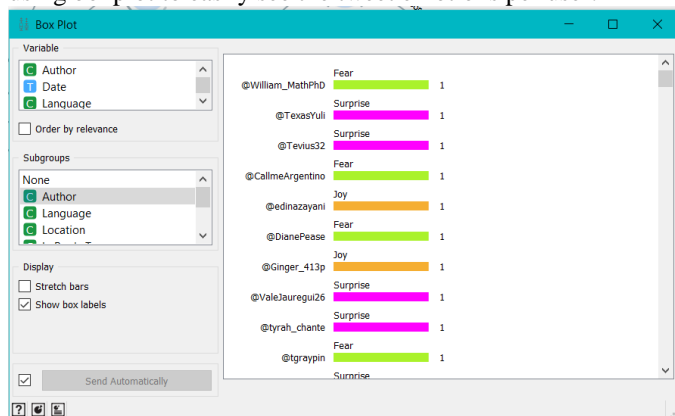 Box Plot
Variable
C Author
T Date
C Language
Order by relevance
Subgroups
None
C Author
C Language
C Location
Display
Stretch bars
Show box labels
Send Automatically
?
Fear
@William_MathPhD 1
Surprise
@TexasYuli 1
Surprise
@Tevius32 1
Fear
@CallmeArgentino 1
Joy
@edinazayani 1
Fear
@DianePease 1
Joy
@Ginger_413p 1
Surprise
@ValeJauregui26 1
Surprise
@tyrah_chante 1
Fear
@tgraypin 1
Surprise